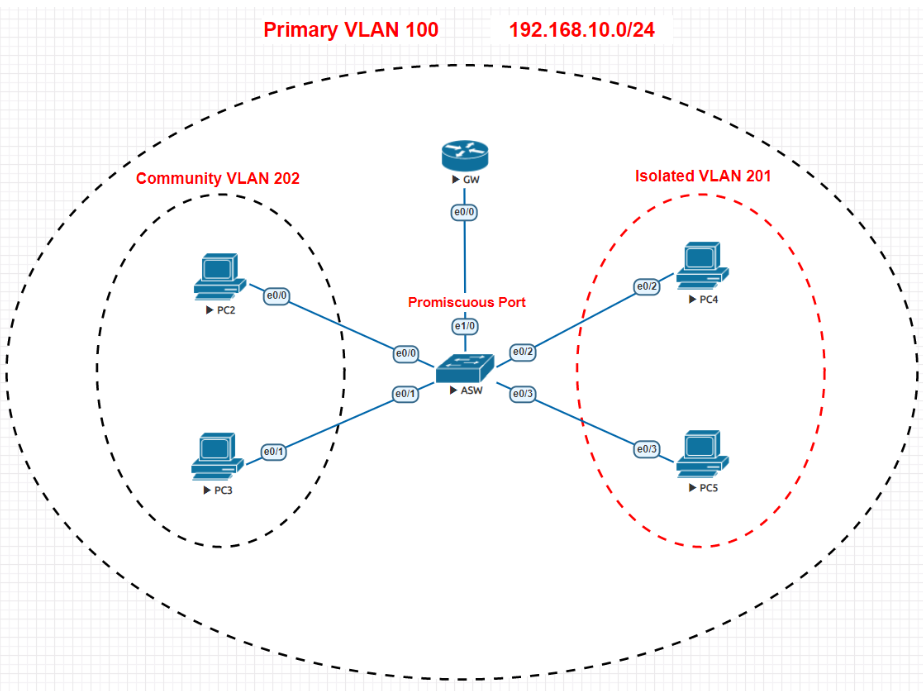 Primary VLAN 100 192.168.10.0/24
GW
e0/0
Community VLAN 202
Isolated VLAN 201
PC2
e0/0
e0/2
PC4
Promiscuous Port
e1/0
e0/0
e0/2
ASW
e0/1
e0/3
PC3
e0/1
e0/3
PC5